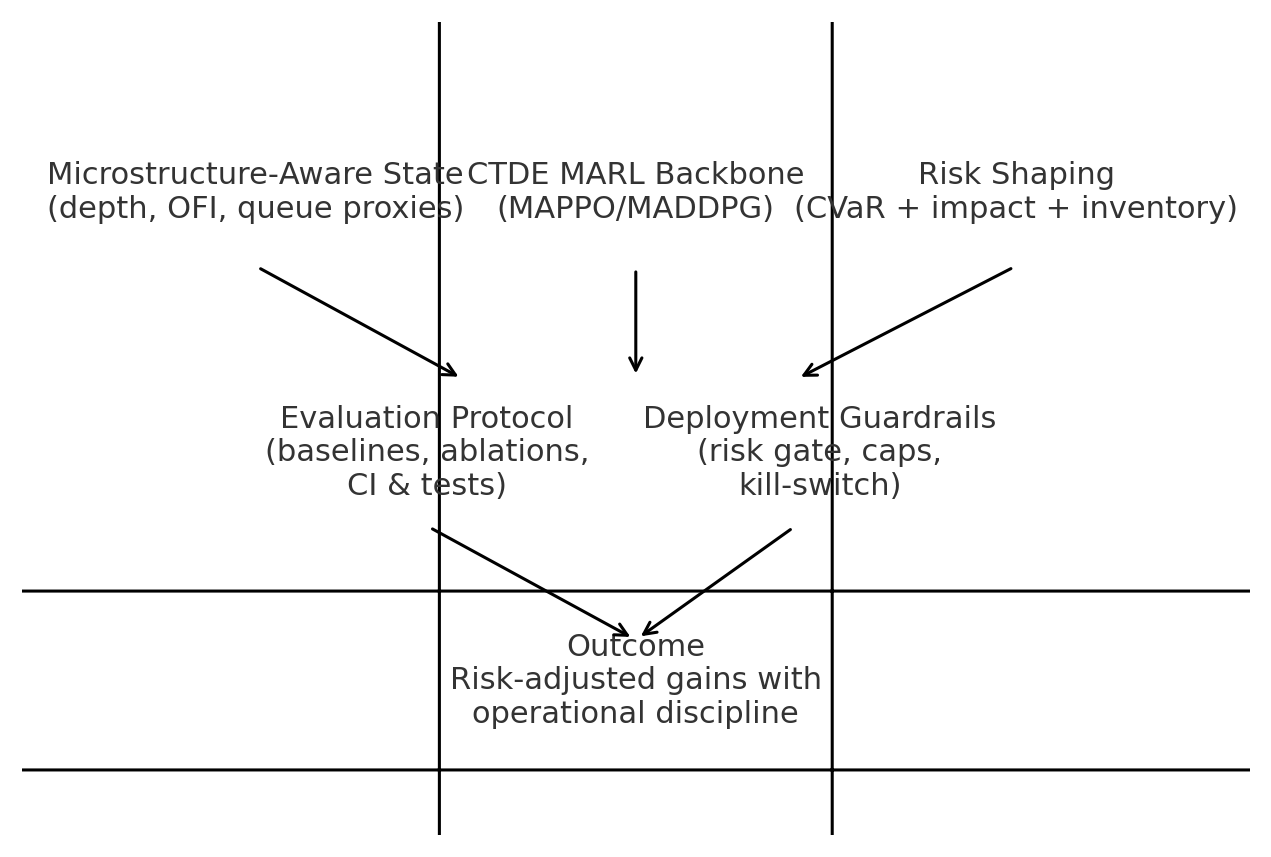 Microstructure-Aware State
(depth, OFI, queue proxies)
CTDE MARL Backbone
(MAPPO/MADDPG)
Risk Shaping
(CVaR + impact + inventory)
Evaluation Protocol
(baselines, ablations,
CI & tests)
Deployment Guardrails
(risk gate, caps,
kill-switch)
Outcome
Risk-adjusted gains with
operational discipline